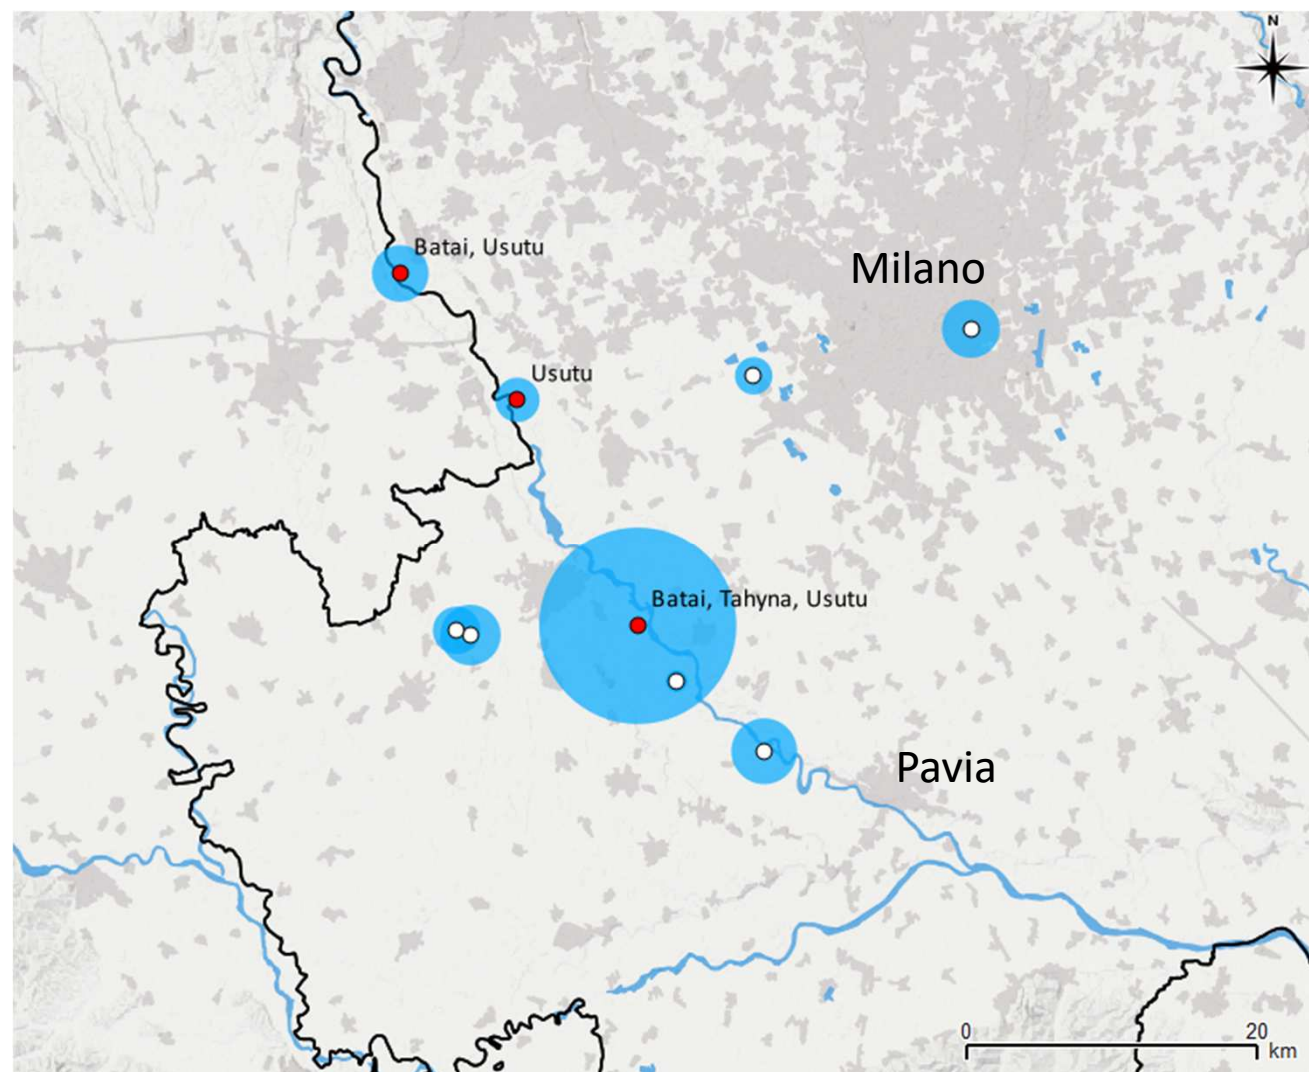 N
Batai, Usutu
Milano
Usutu
Batai, Tahyna, Usutu
Pavia
0 20
km